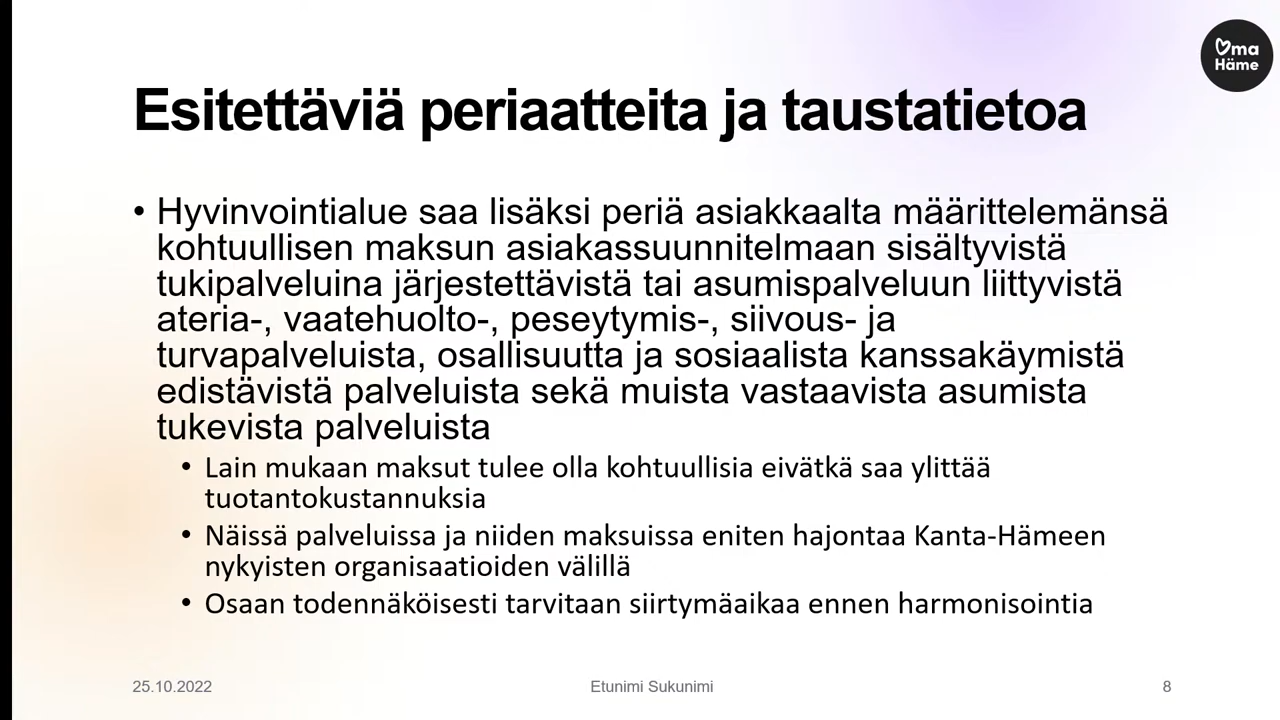 Oma
Häme
Esitettäviä periaatteita ja taustatietoa
• Hyvinvointialue saa lisäksi periä asiakkaalta määrittelemänsä
kohtuullisen maksun asiakassuunnitelmaan sisältyvistä
tukipalveluina järjestettävistä tai asumispalveluun liittyvistä
ateria-, vaatehuolto-, peseytymis-, siivous- ja
turvapalveluista, osallisuutta ja sosiaalista kanssakäymistä
edistävistä palveluista sekä muista vastaavista asumista
tukevista palveluista
• Lain mukaan maksut tulee olla kohtuullisia eivätkä saa ylittää
tuotantokustannuksia
• Näissä palveluissa ja niiden maksuissa eniten hajontaa Kanta-Hämeen
nykyisten organisaatioiden välillä
• Osaan todennäköisesti tarvitaan siirtymäaikaa ennen harmonisointia
25.10.2022
Etunimi Sukunimi
8